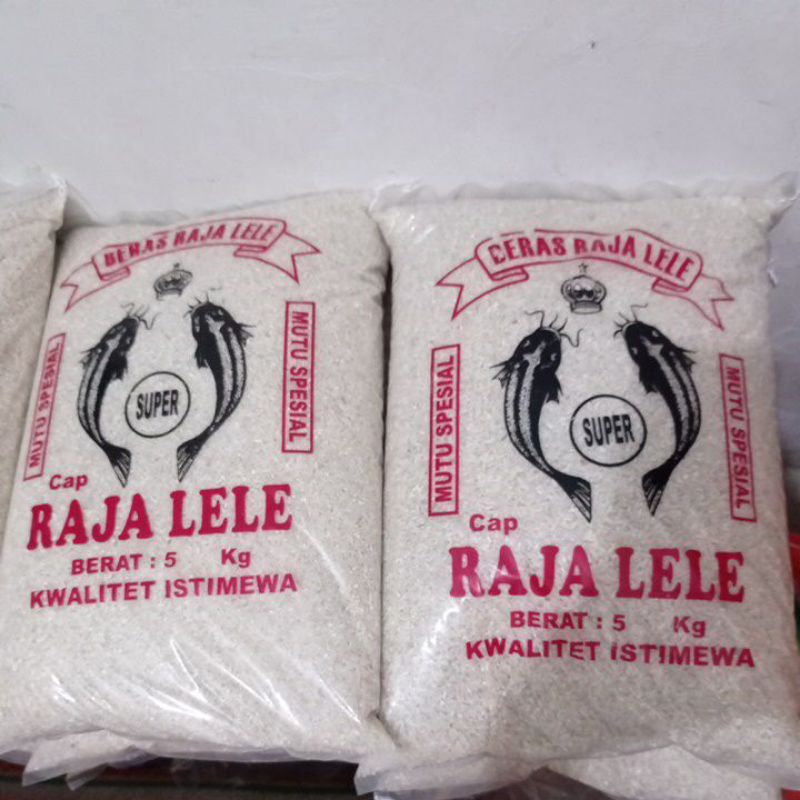 BERAS RAJA LELE
MUTU SPESIAL
SUPER
MUTU SPESIAL
Cap
RAJA LELE
BERAT : 5 Kg
KWALITET ISTIMEWA
BERAS RAJA LELE
MUTU SPESIAL
SUPER
MUTU SPESIAL
Cap
RAJA LELE
BERAT : 5 Kg
KWALITET ISTIMEWA